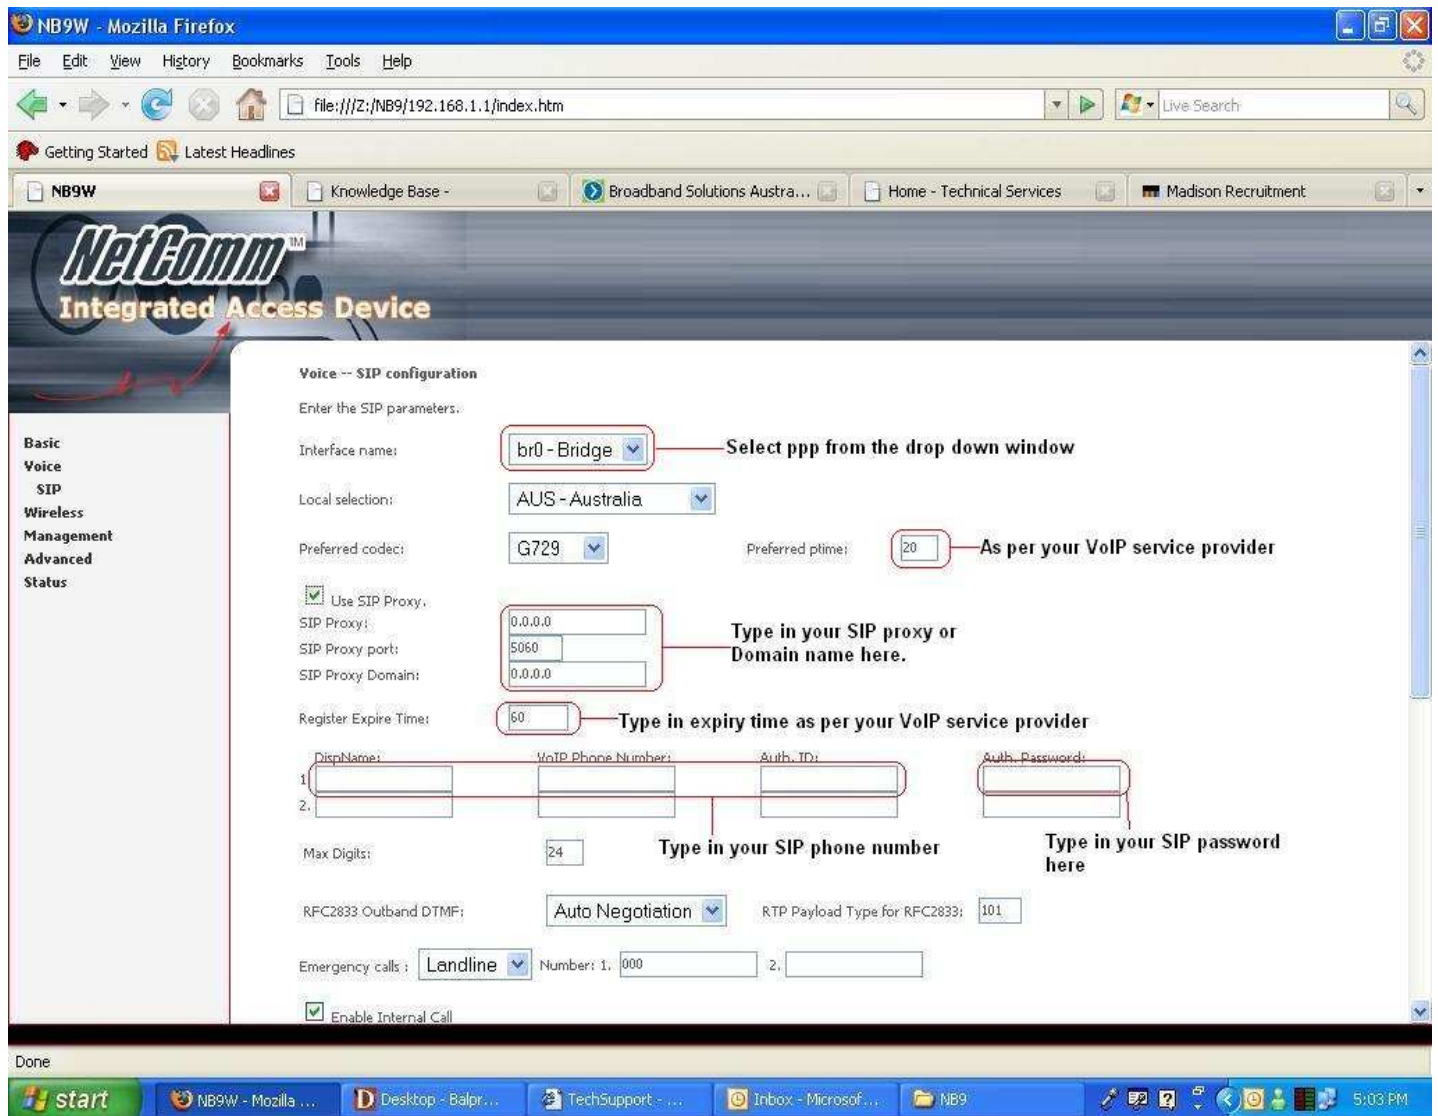 NB9W - Mozilla Firefox
File Edit View History Bookmarks Tools Help
file:///Z:/NB9/192.168.1.1/index.htm
Live Search
Getting Started Latest Headlines
NB9W Knowledge Base - Broadband Solutions Austra... Home - Technical Services Madison Recruitment
NetComm TM
Integrated Access Device
Basic
Voice
SIP
Wireless
Management
Advanced
Status
Voice -- SIP configuration
Enter the SIP parameters.
Interface name: br0 - Bridge Select ppp from the drop down window
Local selection: AUS - Australia
Preferred codec: G729 Preferred ptime: 20 As per your VoIP service provider
Use SIP Proxy.
SIP Proxy: 0.0.0.0
SIP Proxy port: 5060
SIP Proxy Domain: 0.0.0.0
Type in your SIP proxy or
Domain name here.
Register Expire Time: 60 Type in expiry time as per your VoIP service provider
DispName: VoIP Phone Number: Auth. ID: Auth. Password:
1
2.
Type in your SIP phone number
Type in your SIP password
here
Max Digits: 24
RFC2833 Outband DTMF: Auto Negotiation RTP Payload Type for RFC2833: 101
Emergency calls : Landline Number: 1. 000 2.
Enable Internal Call
Done
start NB9W - Mozilla ... Desktop - Balpr... TechSupport - ... Inbox - Microsof... NB9 5:03 PM